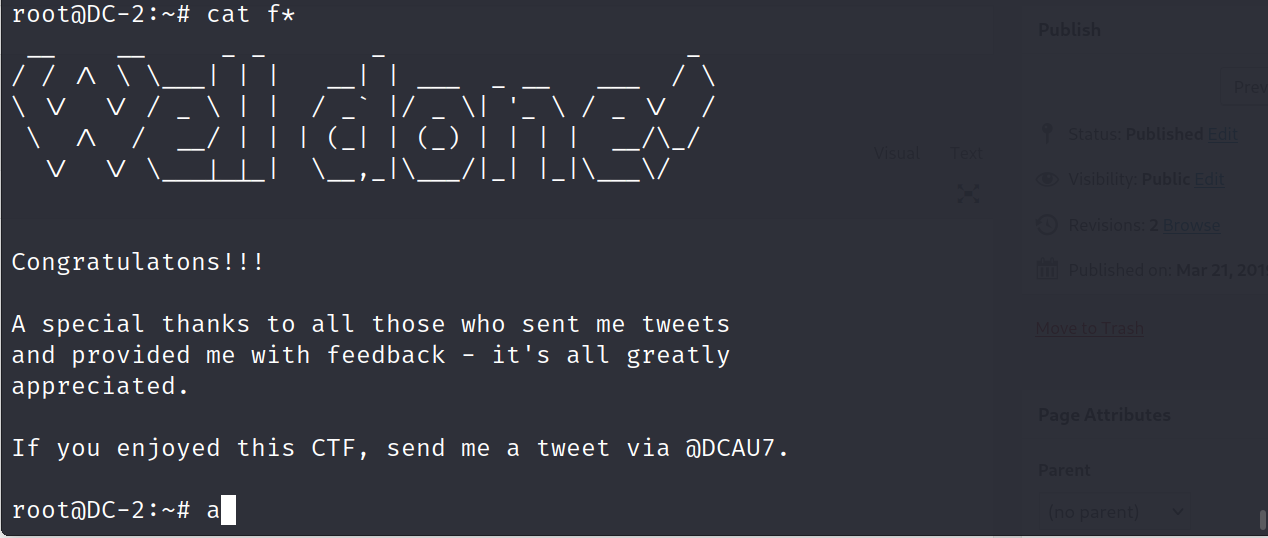 root@DC-2:~# cat f*
Well done!
Congratulatons!!!
A special thanks to all those who sent me tweets
and provided me with feedback - it's all greatly
appreciated.
If you enjoyed this CTF, send me a tweet via @DCAU7.
root@DC-2:~# a
Publish
Visual Text
Status: Published Edit
Visibility: Public Edit
Revisions: 2 Browse
Published on: Mar 21, 201
Move to Trash
Page Attributes
Parent
(no parent)